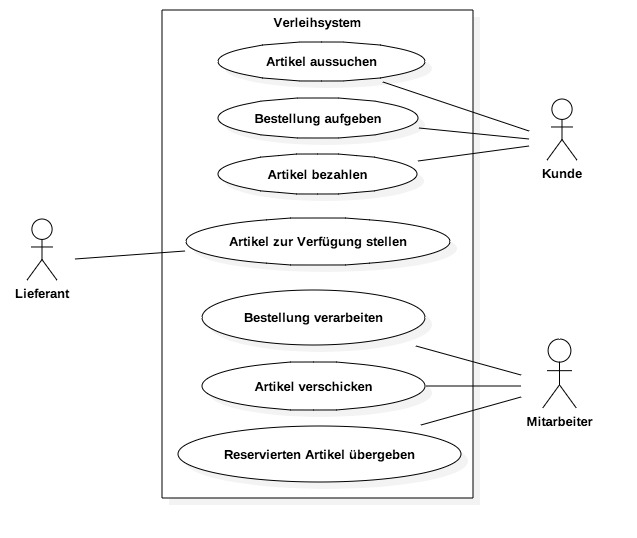 Verleihsystem
Artikel aussuchen
Bestellung aufgeben
Artikel bezahlen
Kunde
Artikel zur Verfügung stellen
Lieferant
Bestellung verarbeiten
Artikel verschicken
Mitarbeiter
Reservierten Artikel übergeben